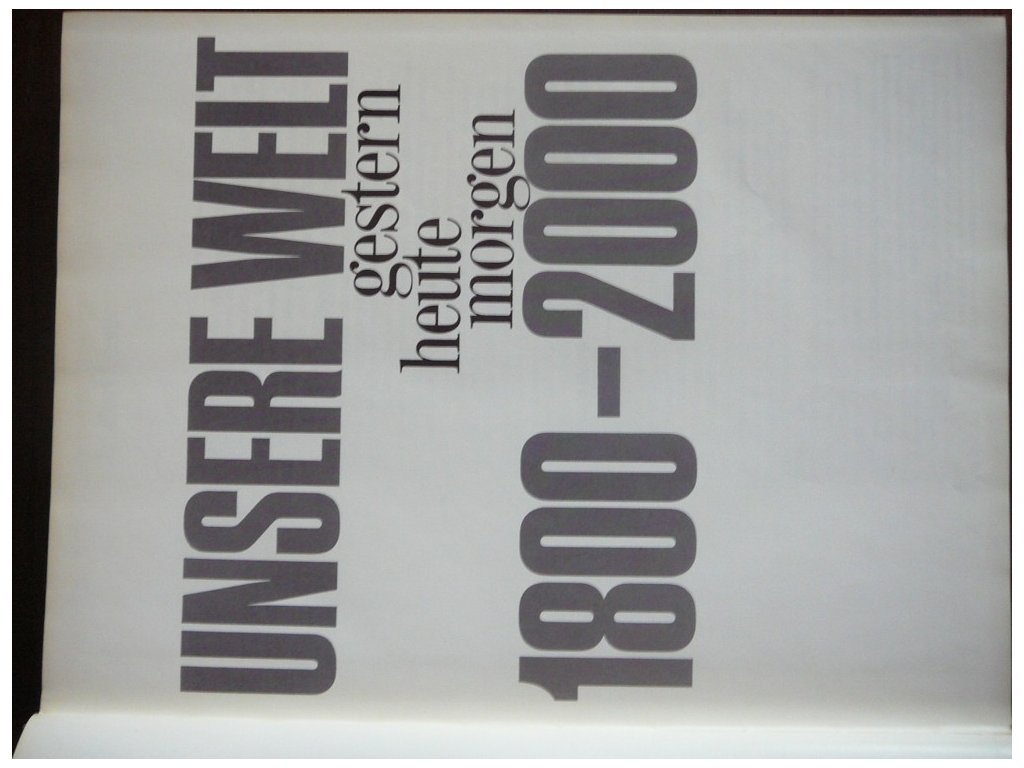 UNSERE WELT
gestern
heute
morgen
1800–2000